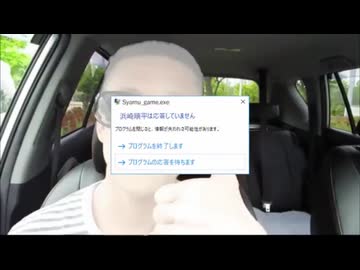 Syamu_game.exe
浜崎順平は応答していません
プログラムを閉じると、情報が失われる可能性があります。
→ プログラムを終了します
→ プログラムの応答を待ちます